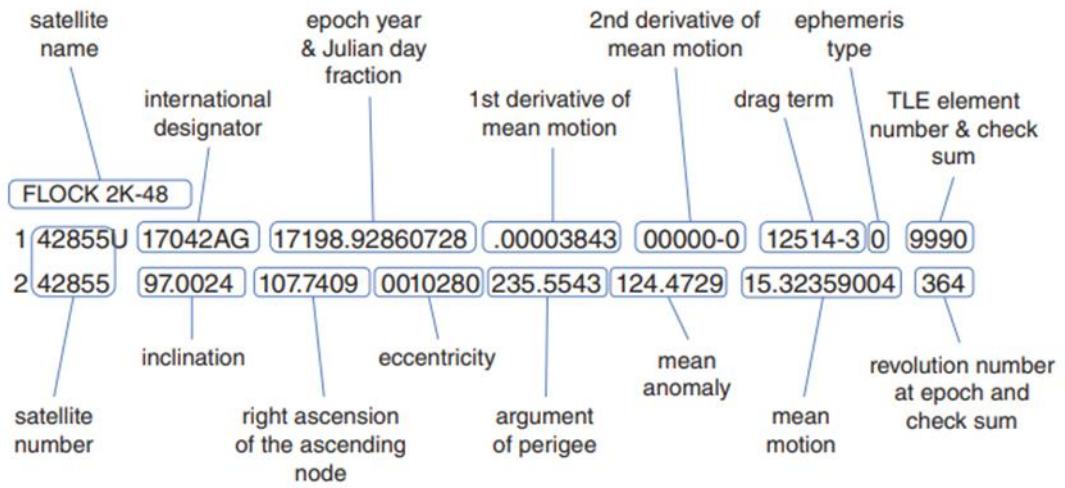 satellite
name
epoch year
& Julian day
fraction
2nd derivative of
mean motion
ephemeris
type
international
designator
1st derivative of
mean motion
drag term
TLE element
number & check
sum
FLOCK 2K-48
1 42855U 17042AG 17198.92860728 .00003843 00000-0 12514-3 0 9990
2 42855 97.0024 107.7409 0010280 235.5543 124.4729 15.32359004 364
inclination
eccentricity
mean
anomaly
revolution number
at epoch and
check sum
satellite
number
right ascension
of the ascending
node
argument
of perigee
mean
motion